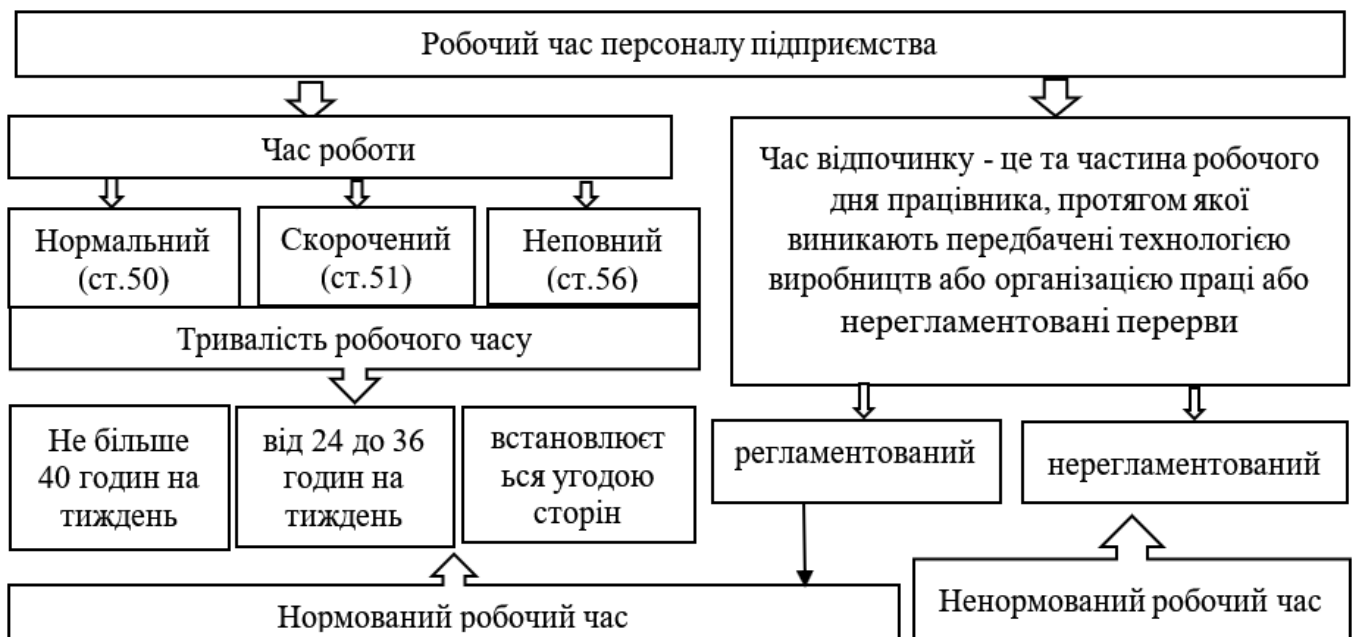 Робочий час персоналу підприємства
Час роботи
Нормальний
(ст.50)
Скорочений
(ст.51)
Неповний
(ст.56)
Тривалість робочого часу
Не більше
40 годин на
тиждень
від 24 до 36
годин на
тиждень
встановлюєт
ься угодою
сторін
Час відпочинку - це та частина робочого
дня працівника, протягом якої
виникають передбачені технологією
виробництв або організацією праці або
нерегламентовані перерви
регламентований
нерегламентований
Нормований робочий час
Ненормований робочий час